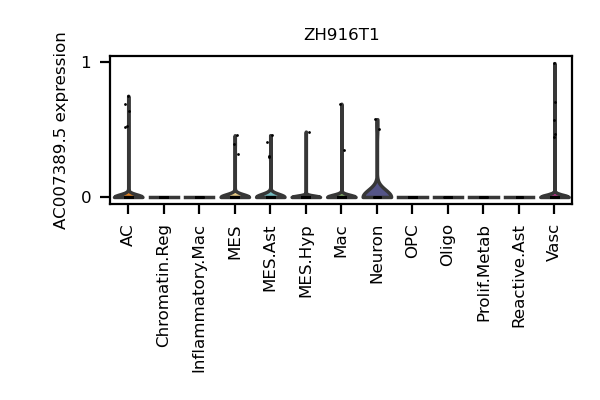 ZH916T1
AC007389.5 expression
1
0
AC
Chromatin.Reg
Inflammatory.Mac
MES
MES.Ast
MES.Hyp
Mac
Neuron
OPC
Oligo
Prolif.Metab
Reactive.Ast
Vasc